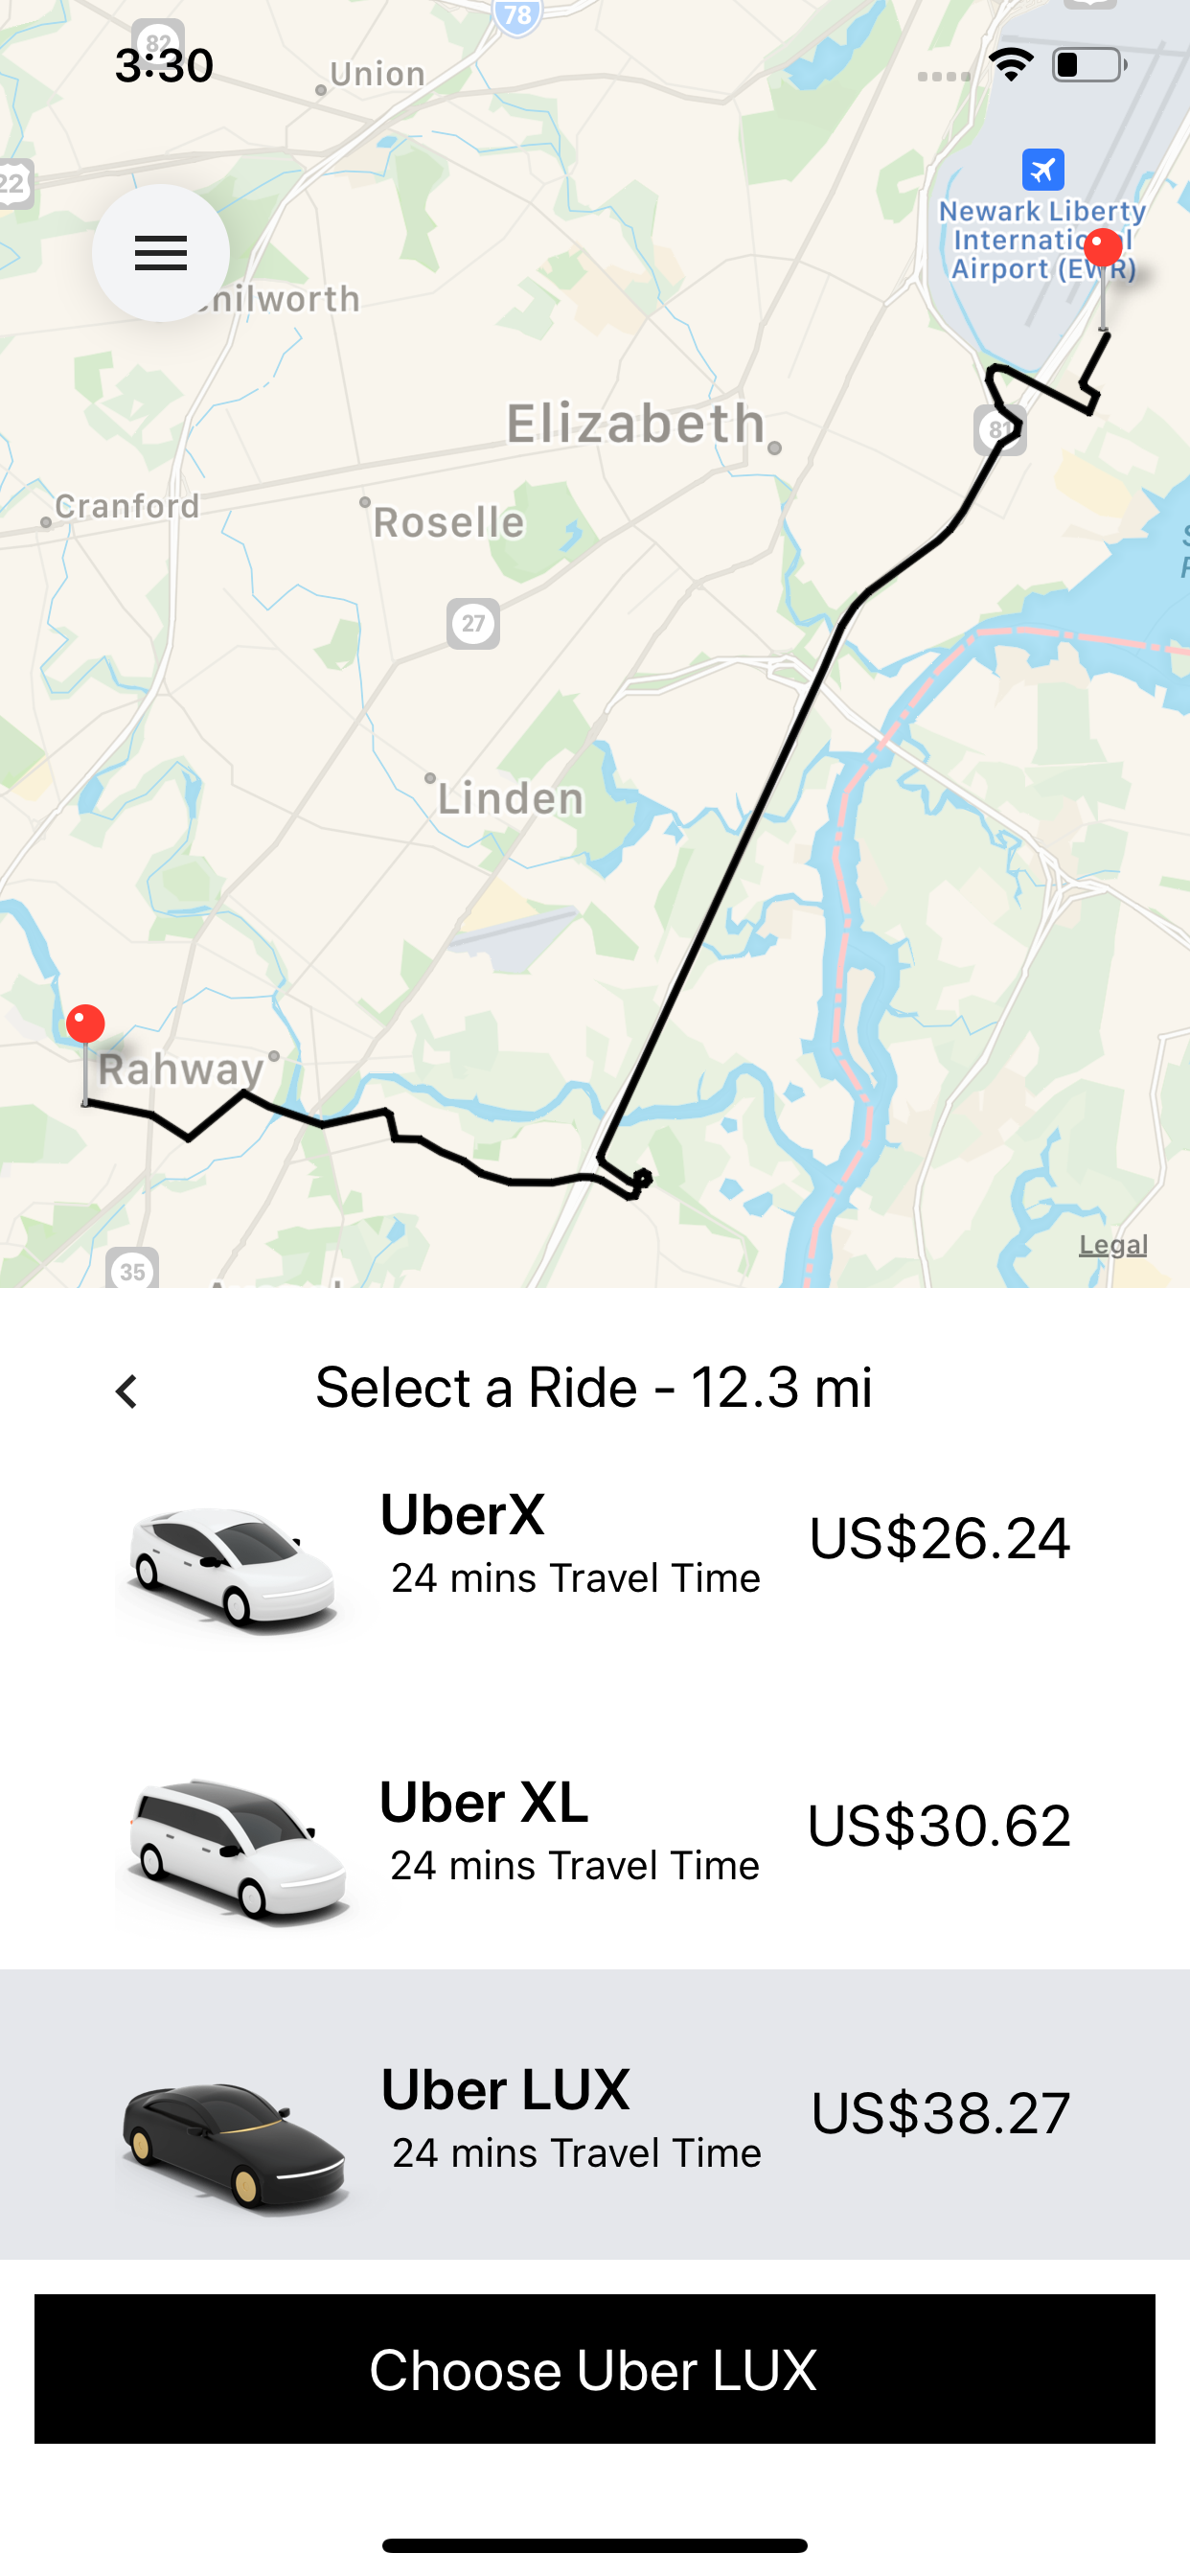 78
82
3:30
Union
22
Newark Liberty
International
Airport (EWR)
Elizabeth
81
Cranford
Roselle
27
Linden
Rahway
Legal
35
Select a Ride - 12.3 mi
UberX
US$26.24
24 mins Travel Time
Uber XL
US$30.62
24 mins Travel Time
Uber LUX
US$38.27
24 mins Travel Time
Choose Uber LUX